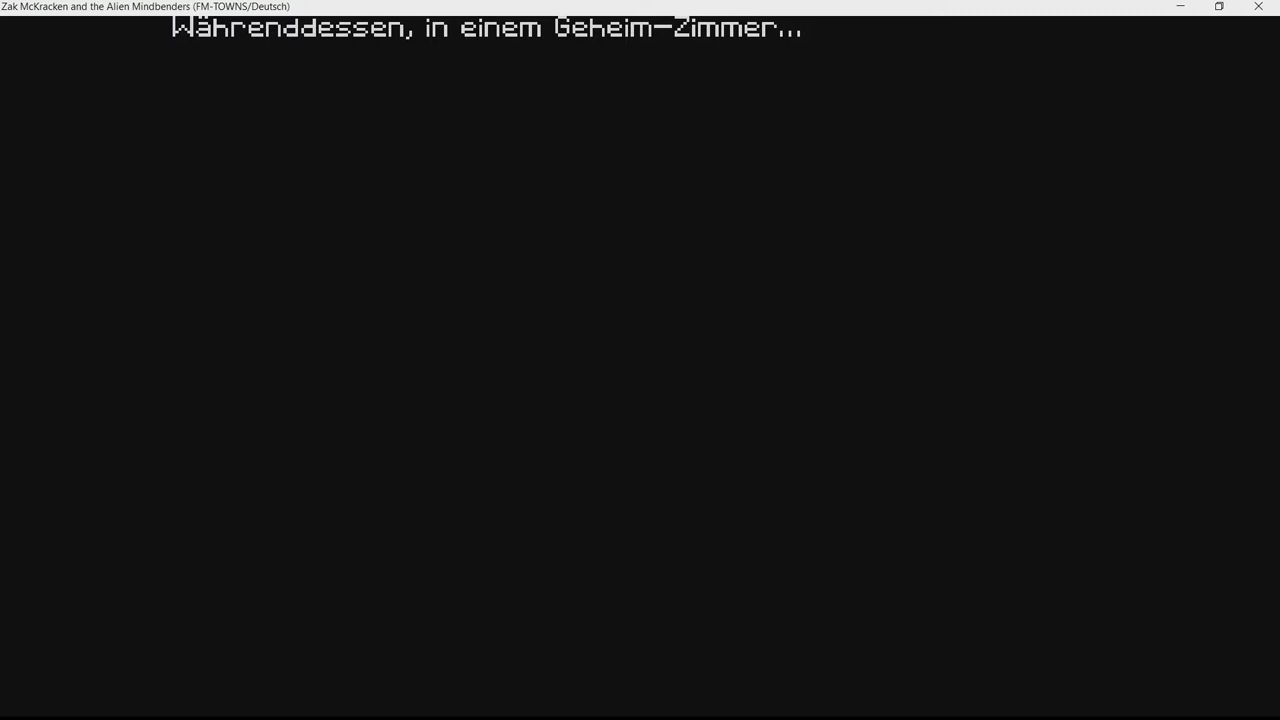 Zak McKracken and the Alien Mindbenders (FM-TOWNS/Deutsch)
Währenddessen, in einem Geheim-Zimmer...